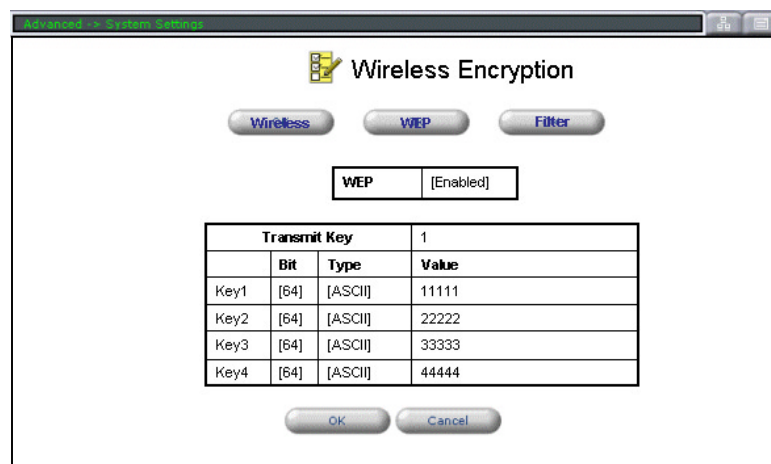 Advanced -> System Settings
Wireless Encryption
Wireless WEP Filter
WEP [Enabled]
Transmit Key 1
Bit Type Value
Key1 [64] [ASCII] 11111
Key2 [64] [ASCII] 22222
Key3 [64] [ASCII] 33333
Key4 [64] [ASCII] 44444
OK Cancel